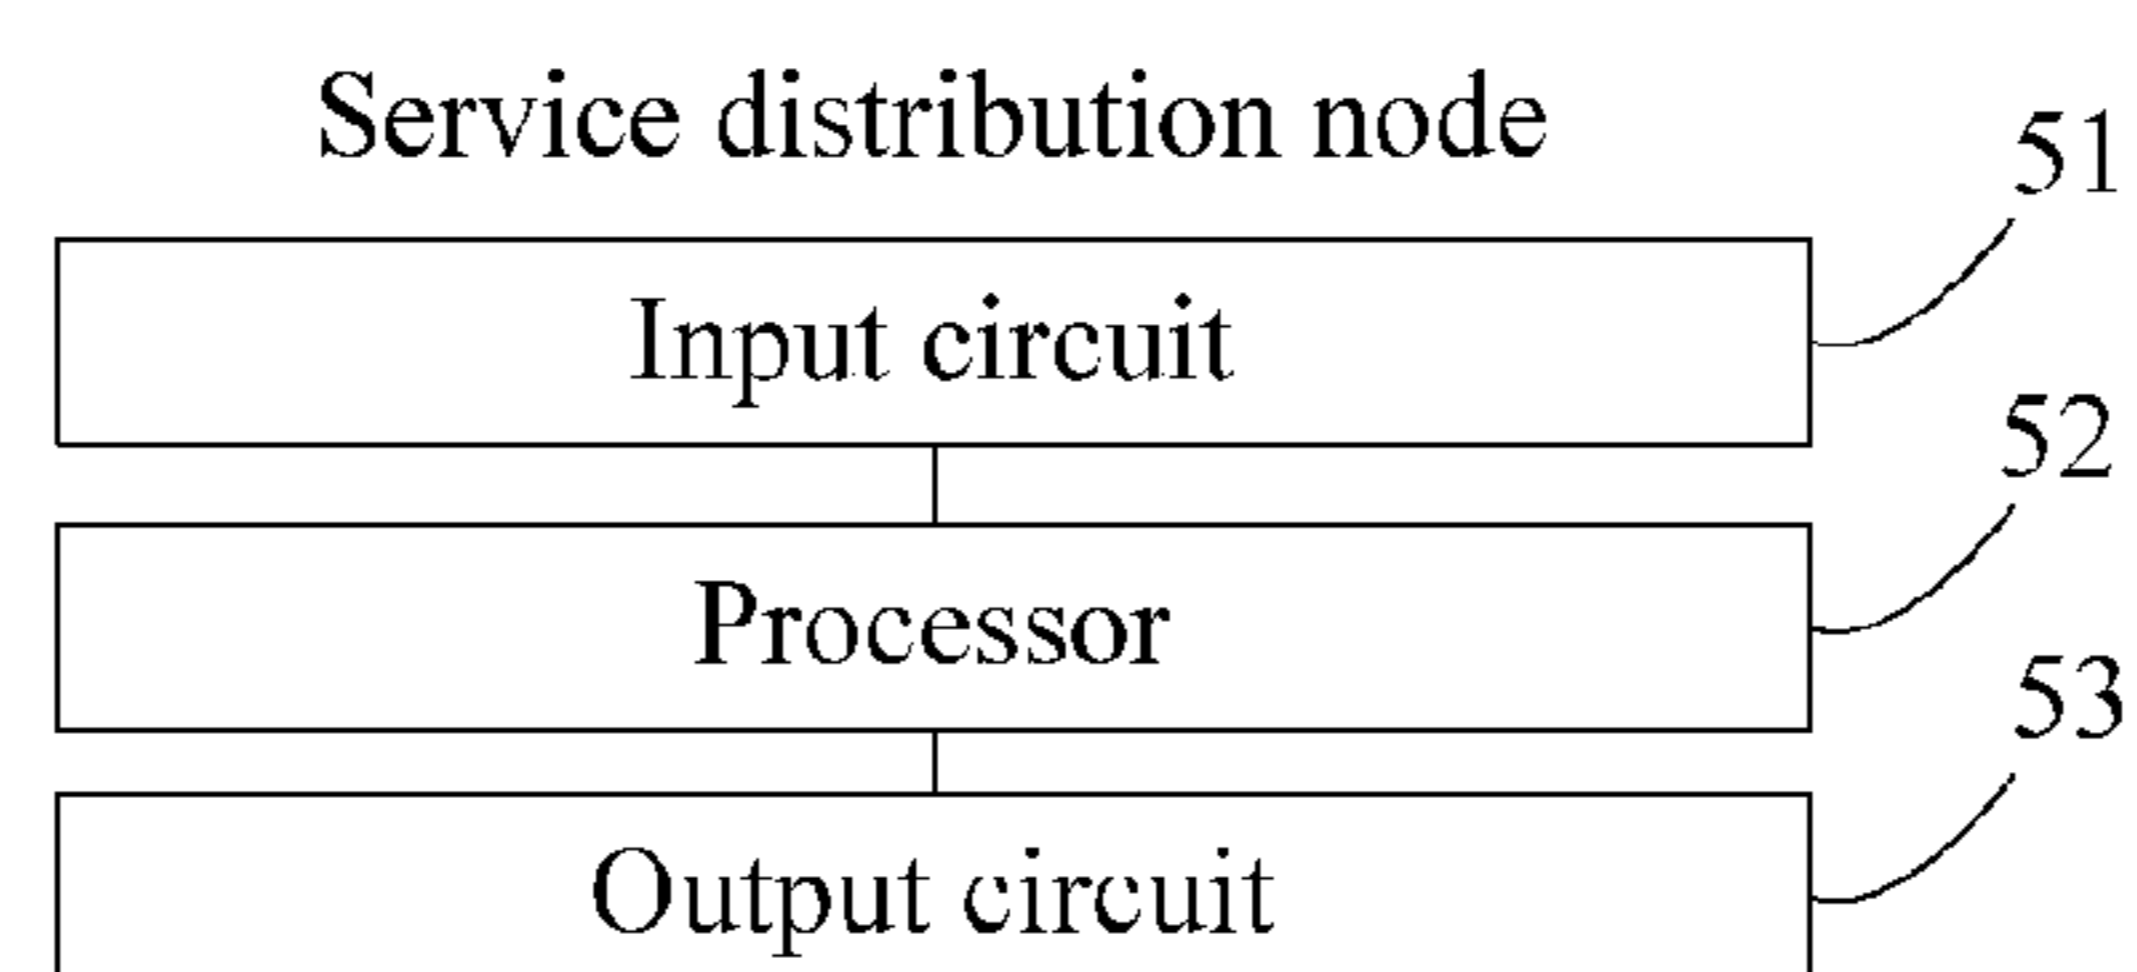 Service distribution node
51
Input circuit
52
Processor
53
Output circuit